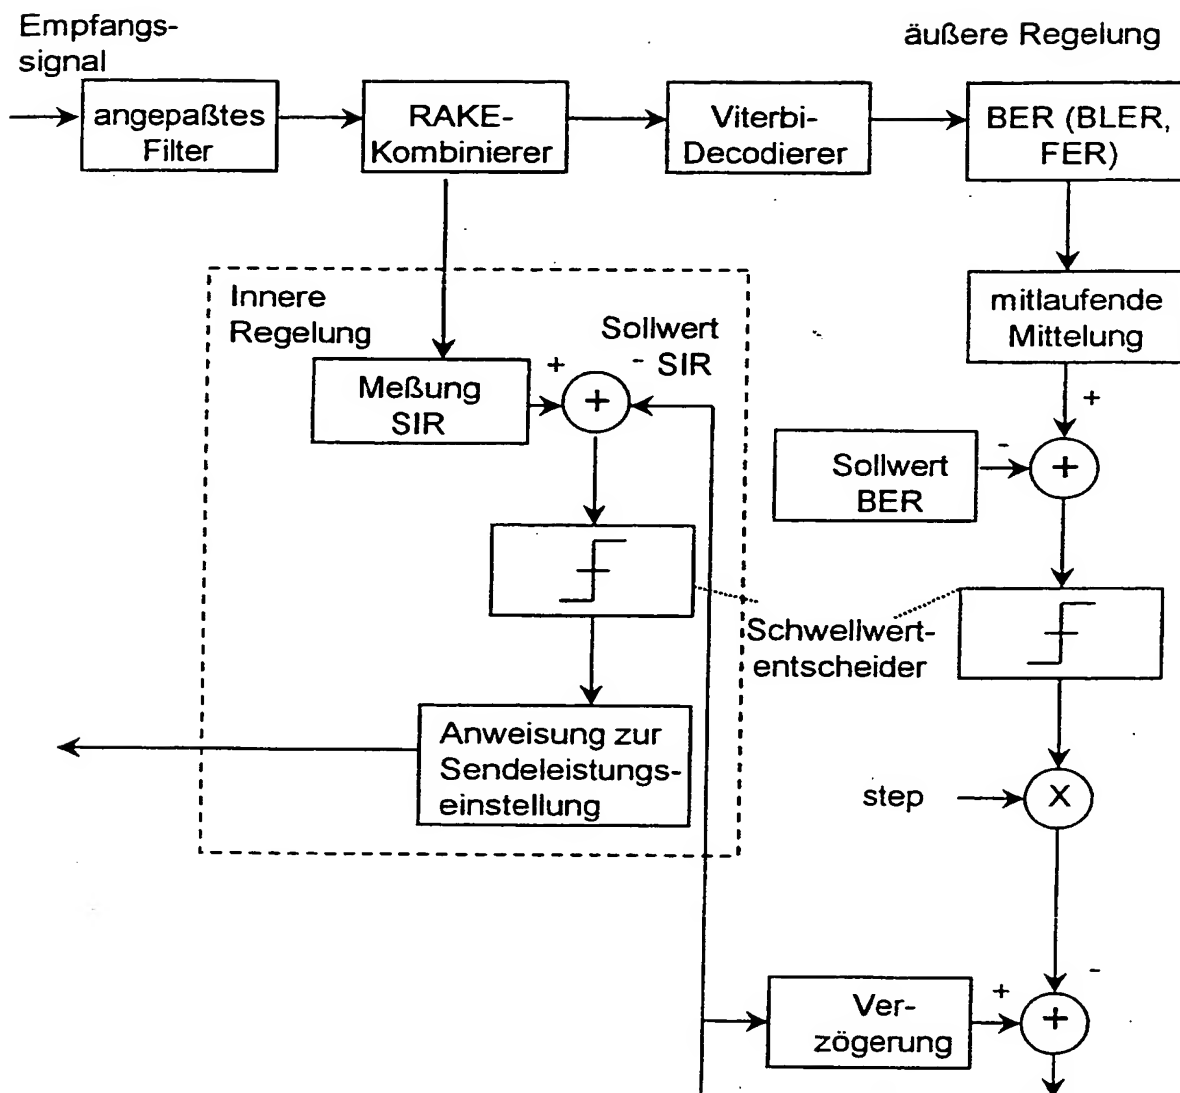 Empfangs-
signal
äußere Regelung
angepaßtes
Filter
RAKE-
Kombinierer
Viterbi-
Decodierer
BER (BLER,
FER)
Innere
Regelung
Sollwert
SIR
mitlaufende
Mittelung
Meßung
SIR
+
-
+
+
-
Sollwert
BER
+
Schwellwert-
entscheider
Anweisung zur
Sendeleistungs-
einstellung
step
X
Ver-
zögerung
+
-
+